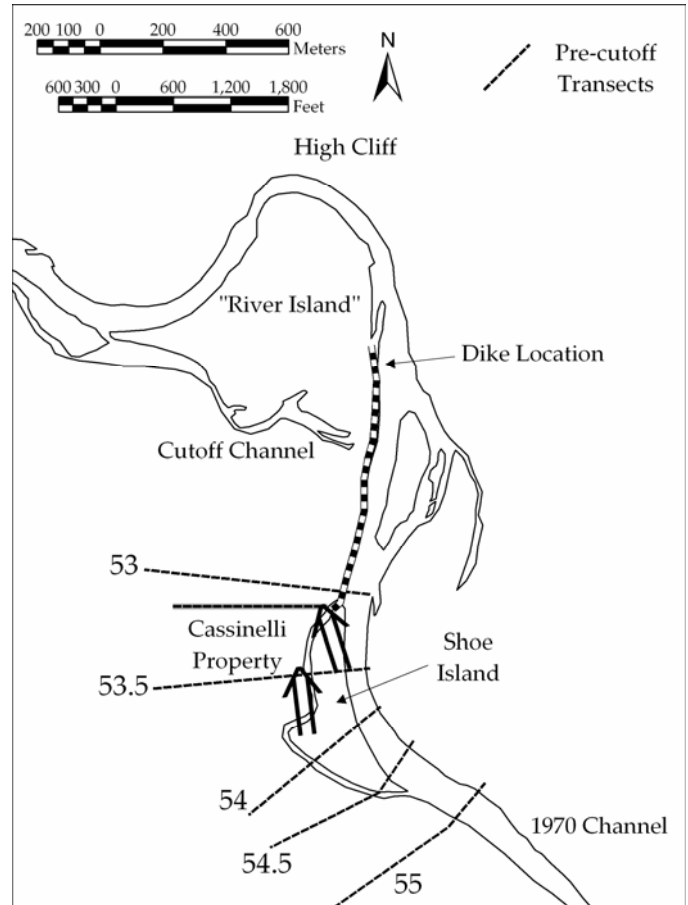 200 100 0 200 400 600
Meters
600 300 0 600 1,200 1,800
Feet
N
Pre-cutoff
Transects
High Cliff
"River Island"
Dike Location
Cutoff Channel
53
Cassinelli
Property
Shoe
Island
53.5
54
54.5
55
1970 Channel